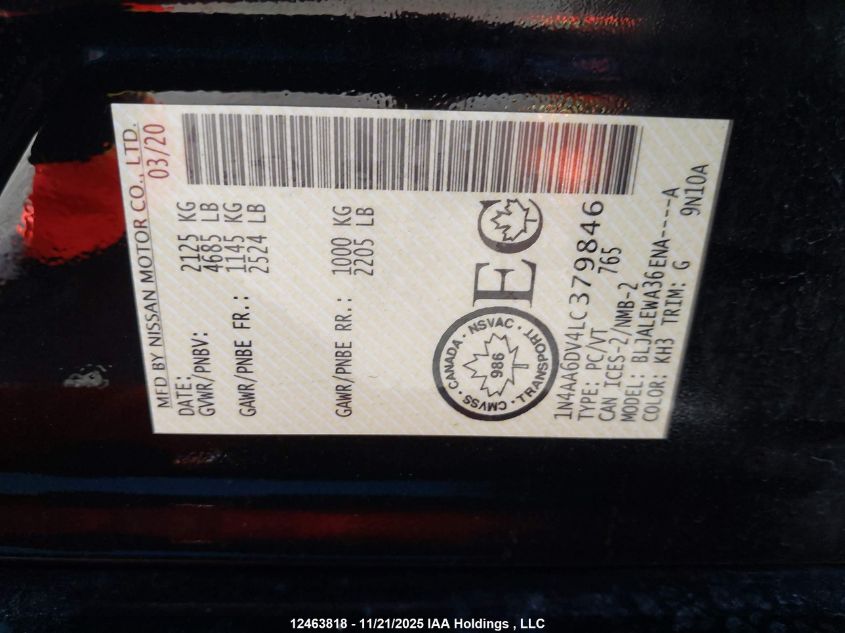 MFD BY NISSAN MOTOR CO., LTD.
DATE: 03/20
GVWR/PNBV: 2125 KG
4685 LB
GAWR/PNBE FR.: 1145 KG
2524 LB
GAWR/PNBE RR.: 1000 KG
2205 LB
CANADA · NSVAC · TRANSPORT · CMVSS ·
986
EC
1N4AA6DV4LC379846
TYPE: PC/VT
CAN ICES-2/NMB-2 765
MODEL: BLJALEWA36ENA----A
COLOR: KH3 TRIM: G 9N10A
12463818 - 11/21/2025 IAA Holdings , LLC